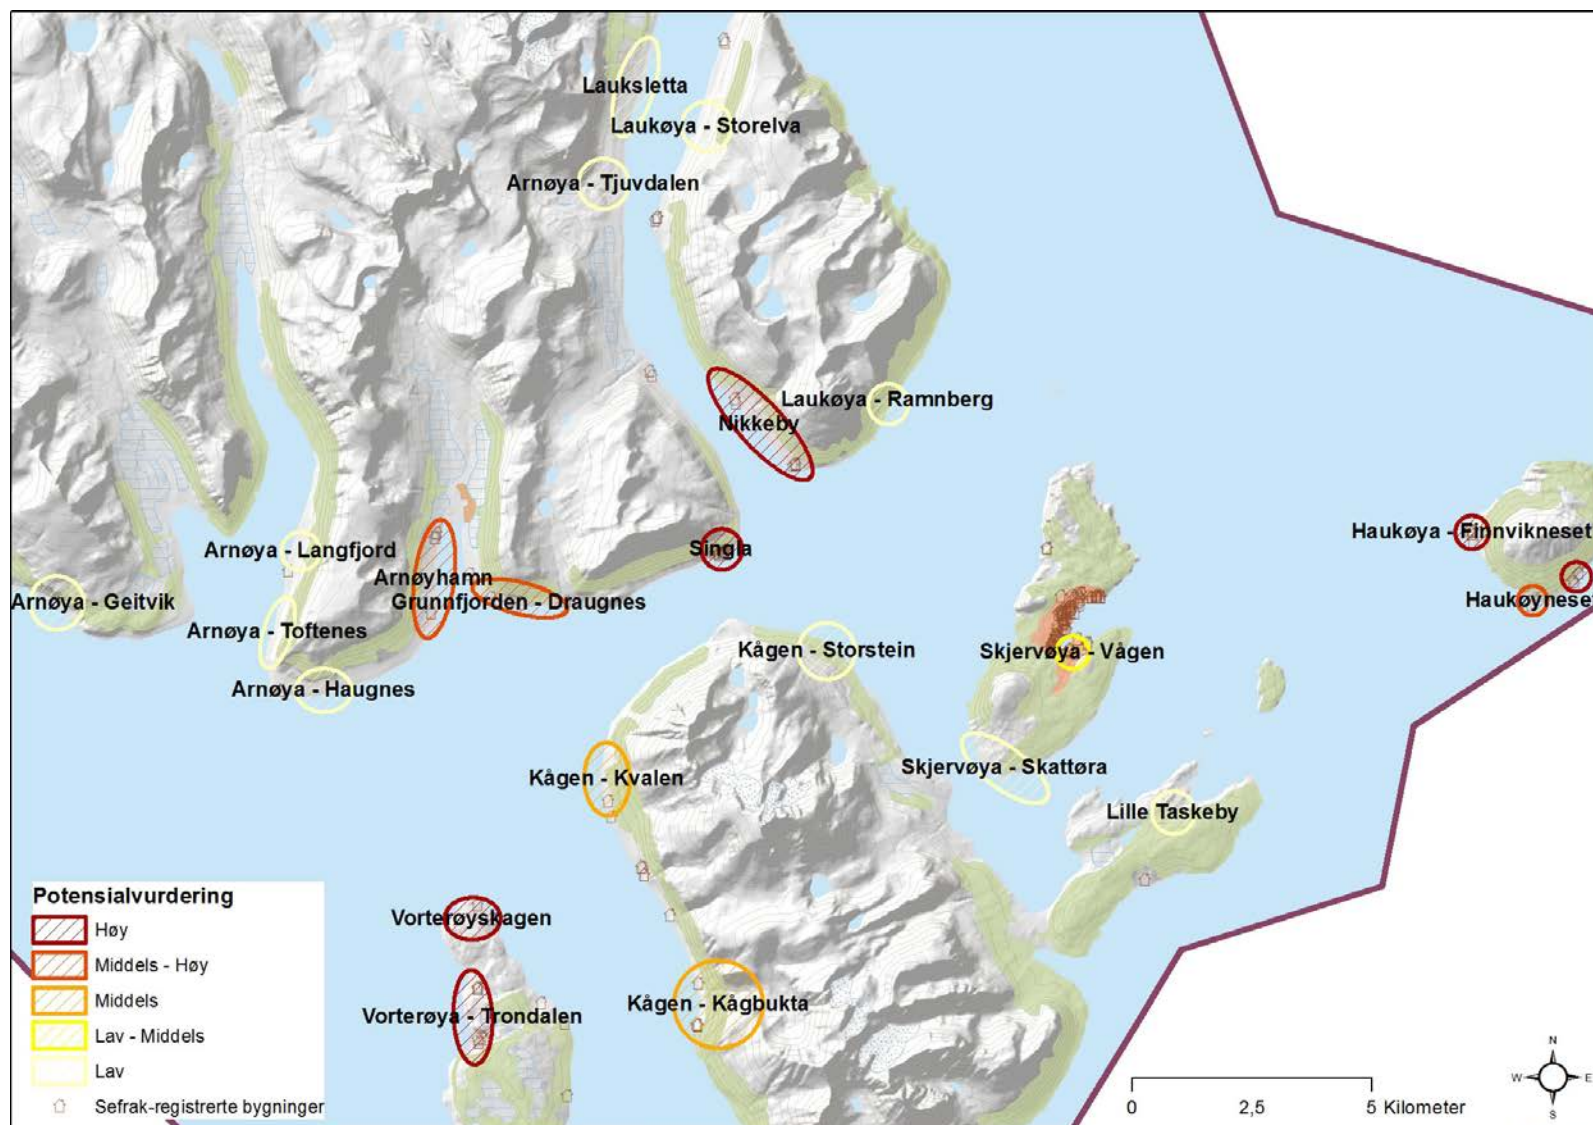 Lauksletta
Laukøya - Storelva
Arnøya - Tjuvdalen
Laukøya - Ramnberg
Nikkeby
Haukøya - Finnvikneset
Singla
Arnøya - Langfjord
Arnøyhamn
Grunnfjorden - Draugnes
Haukøyneset
Arnøya - Geitvik
Arnøya - Toftenes
Kågen - Storstein
Skjervøya - Vågen
Arnøya - Haugnes
Skjervøya - Skattøra
Kågen - Kvalen
Lille Taskeby
Potensialvurdering
Høy
Middels - Høy
Middels
Lav - Middels
Lav
Sefrak-registrerte bygninger
Vorterøyskagen
Vorterøya - Trondalen
Kågen - Kågbukta
0 2,5 5 Kilometer
N
W E
S